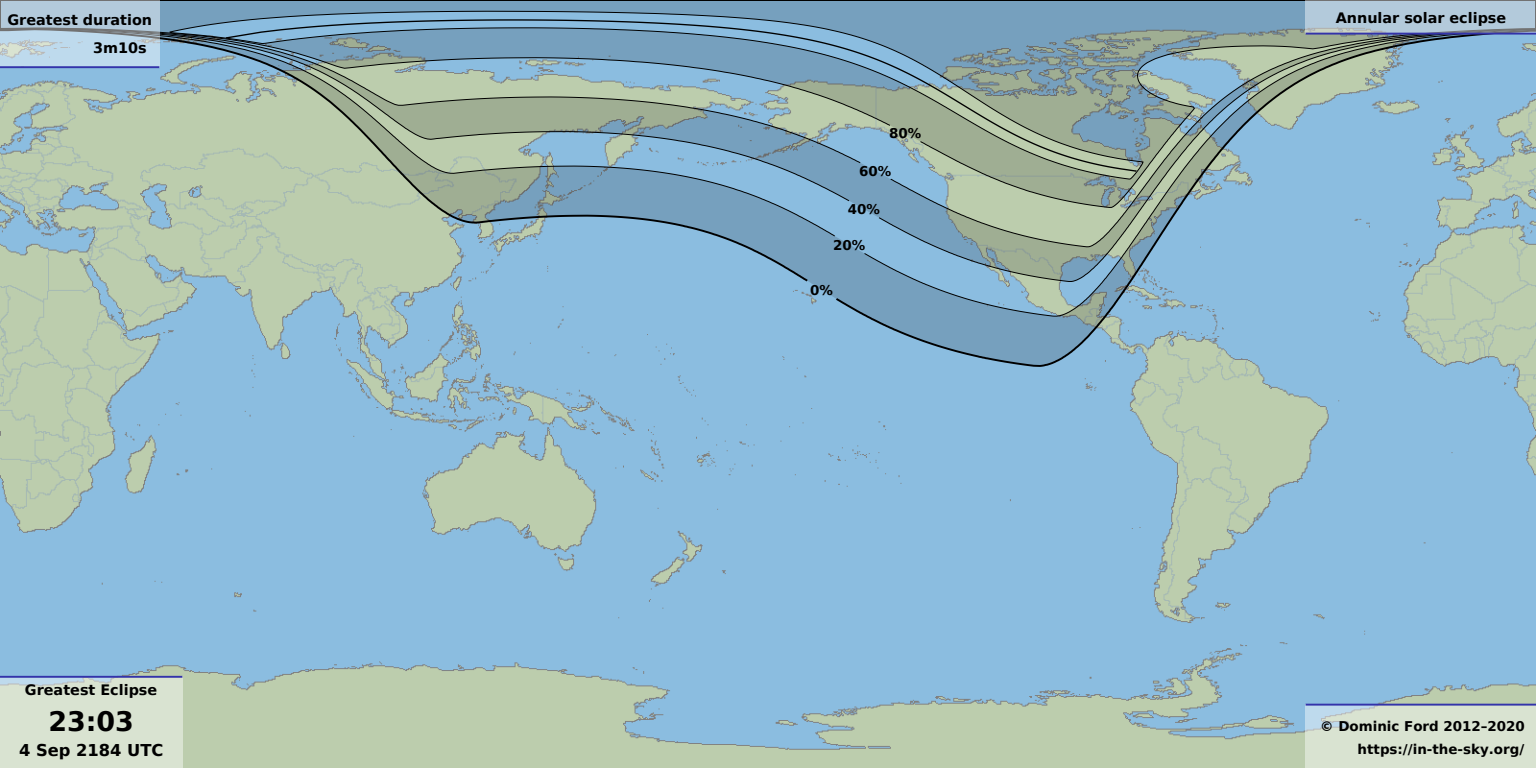 Greatest duration
3m10s
Annular solar eclipse
80%
60%
40%
20%
0%
Greatest Eclipse
23:03
4 Sep 2184 UTC
© Dominic Ford 2012–2020
https://in-the-sky.org/